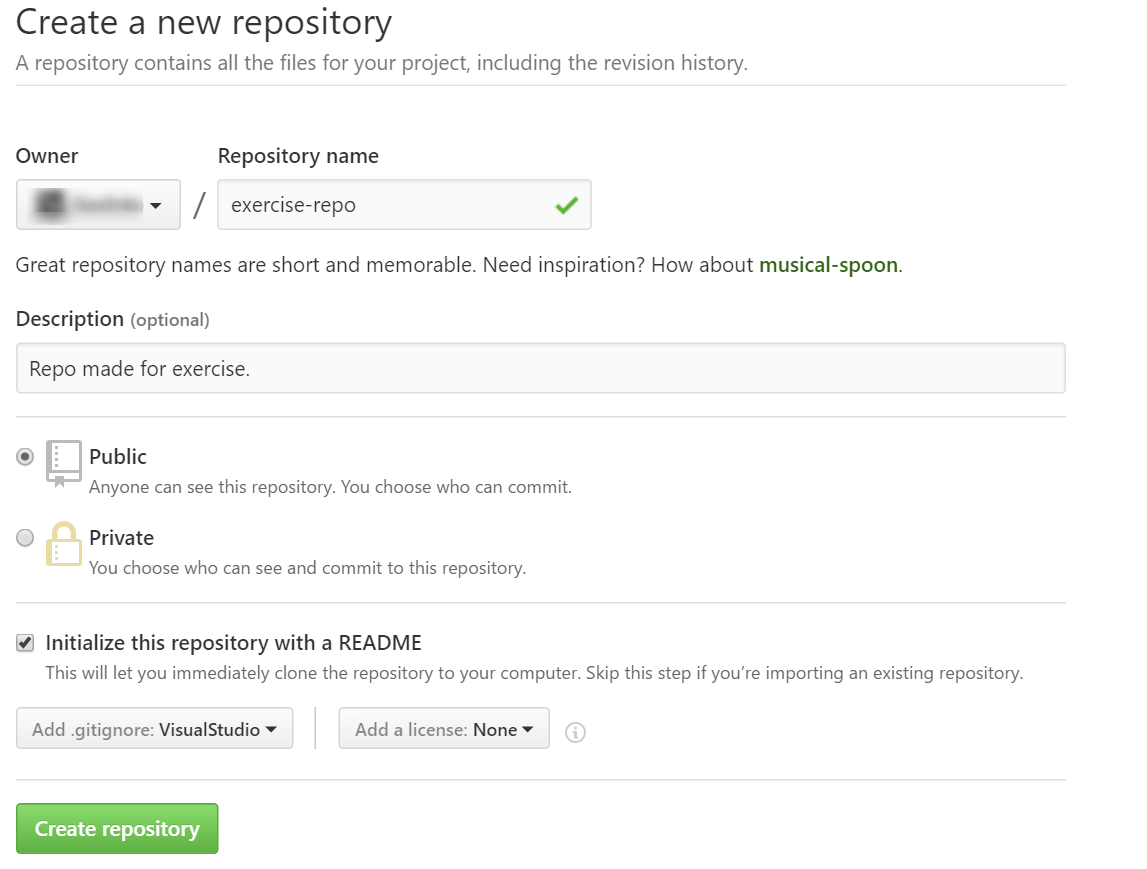 Create a new repository
A repository contains all the files for your project, including the revision history.
Owner Repository name
/ exercise-repo
Great repository names are short and memorable. Need inspiration? How about musical-spoon.
Description (optional)
Repo made for exercise.
Public
Anyone can see this repository. You choose who can commit.
Private
You choose who can see and commit to this repository.
Initialize this repository with a README
This will let you immediately clone the repository to your computer. Skip this step if you’re importing an existing repository.
Add .gitignore: VisualStudio Add a license: None
Create repository